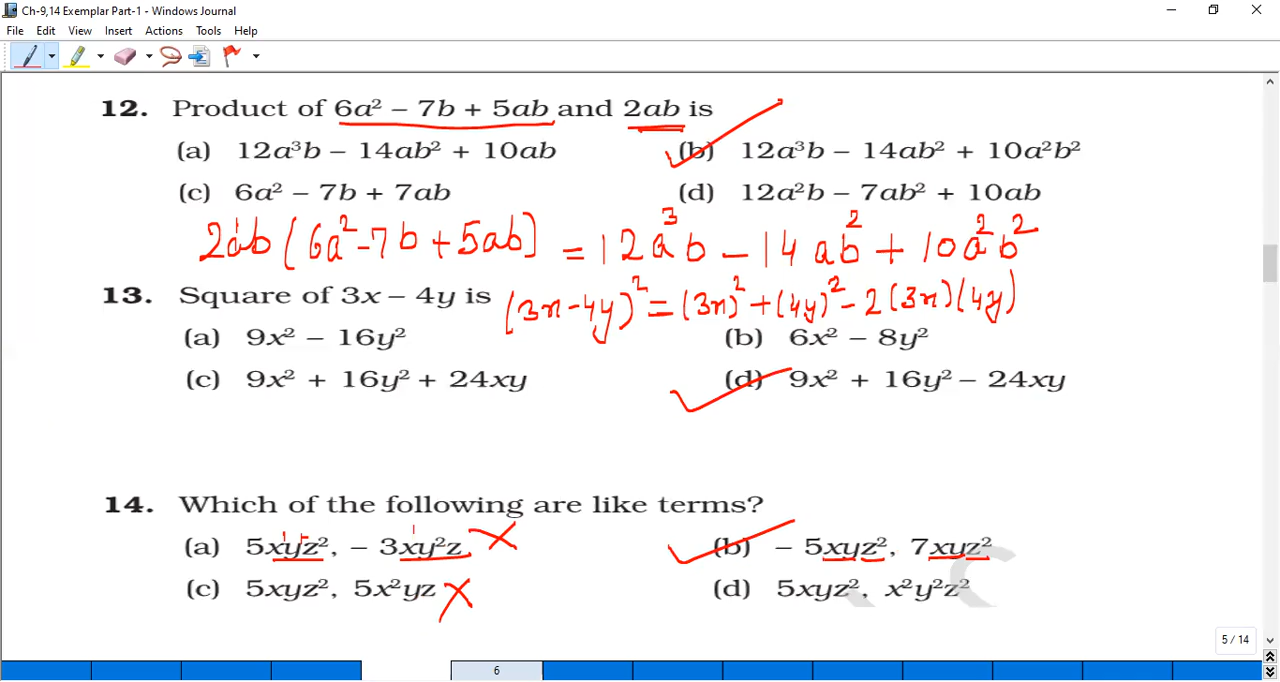 Ch-9,14 Exemplar Part-1 - Windows Journal
File Edit View Insert Actions Tools Help
12. Product of 6a² – 7b + 5ab and 2ab is
(a) 12a³b – 14ab² + 10ab (b) 12a³b – 14ab² + 10a²b²
(c) 6a² – 7b + 7ab (d) 12a²b – 7ab² + 10ab
2ab (6a² - 7b + 5ab) = 12a³b - 14ab² + 10a²b²
13. Square of 3x – 4y is (3x - 4y)² = (3x)² + (4y)² - 2(3x)(4y)
(a) 9x² – 16y² (b) 6x² – 8y²
(c) 9x² + 16y² + 24xy (d) 9x² + 16y² – 24xy
14. Which of the following are like terms?
(a) 5xyz², – 3xy²z (b) – 5xyz², 7xyz²
(c) 5xyz², 5x²yz (d) 5xyz², x²y²z²
5 / 14
6